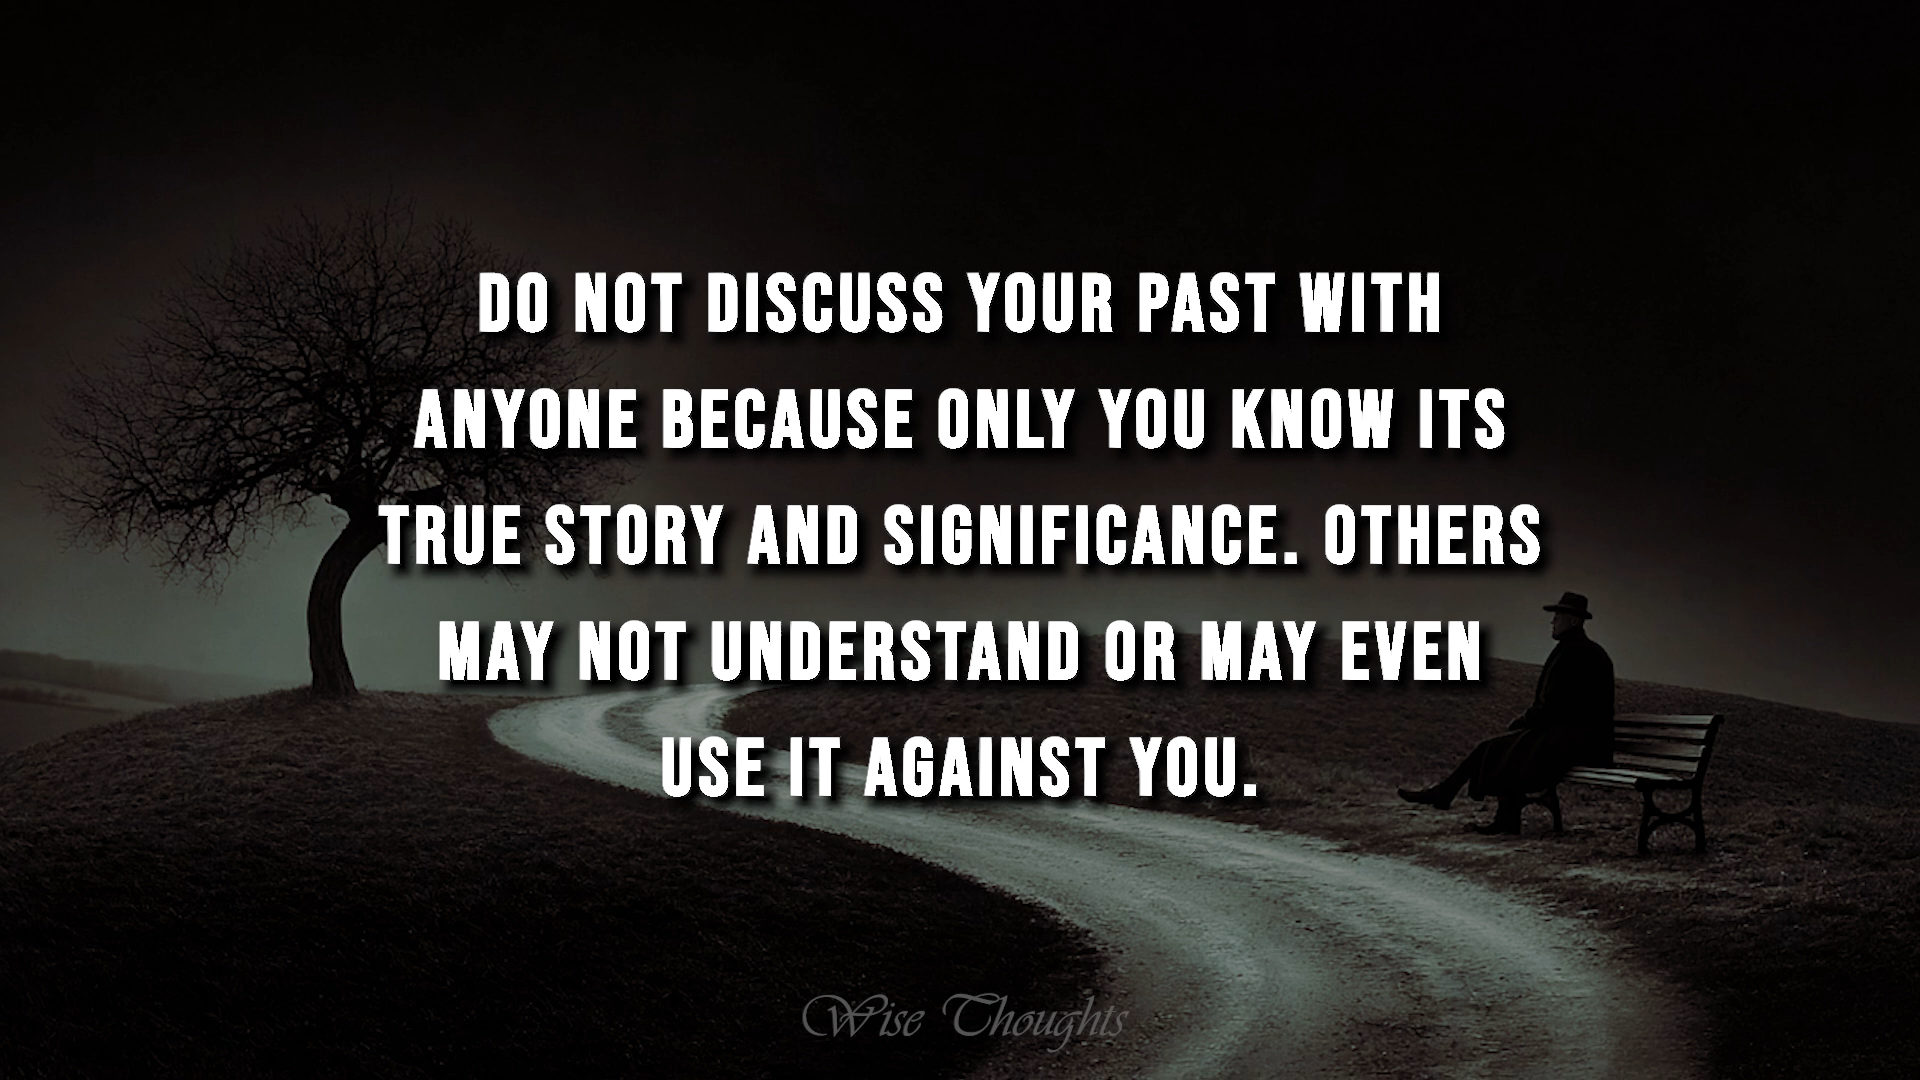 DO NOT DISCUSS YOUR PAST WITH
ANYONE BECAUSE ONLY YOU KNOW ITS
TRUE STORY AND SIGNIFICANCE. OTHERS
MAY NOT UNDERSTAND OR MAY EVEN
USE IT AGAINST YOU.
Wise Thoughts